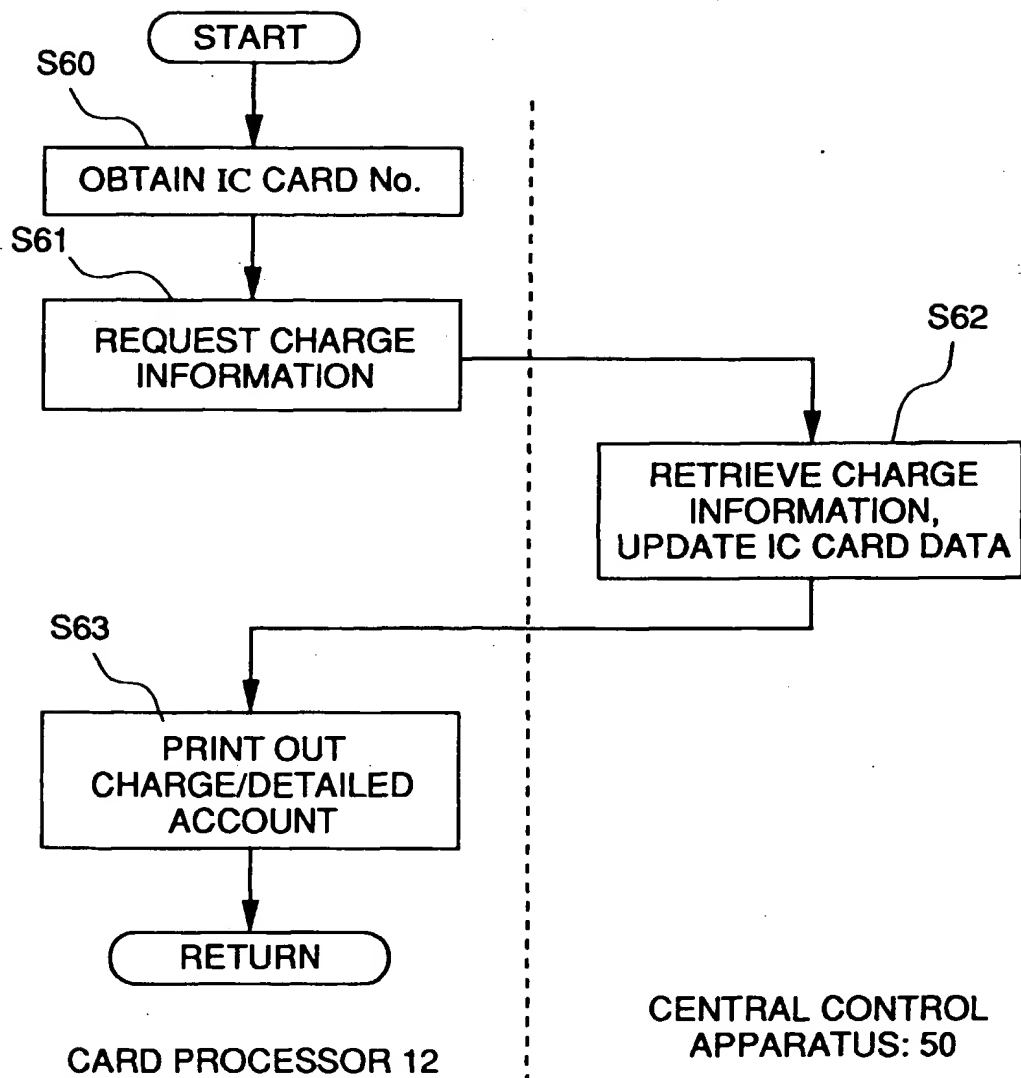 START
S60
OBTAIN IC CARD No.
S61
REQUEST CHARGE
INFORMATION
S62
RETRIEVE CHARGE
INFORMATION,
UPDATE IC CARD DATA
S63
PRINT OUT
CHARGE/DETAILED
ACCOUNT
RETURN
CARD PROCESSOR 12
CENTRAL CONTROL
APPARATUS: 50